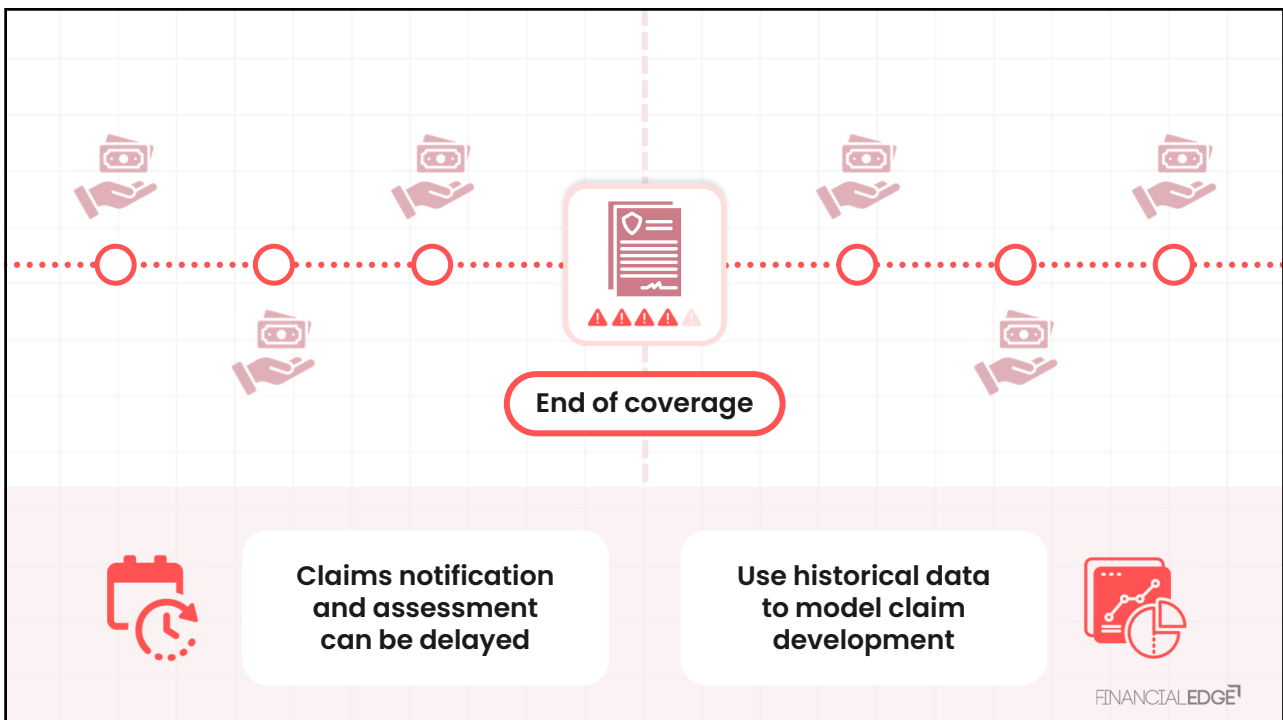 End of coverage
Claims notification
and assessment
can be delayed
Use historical data
to model claim
development
FINANCIALEDGE